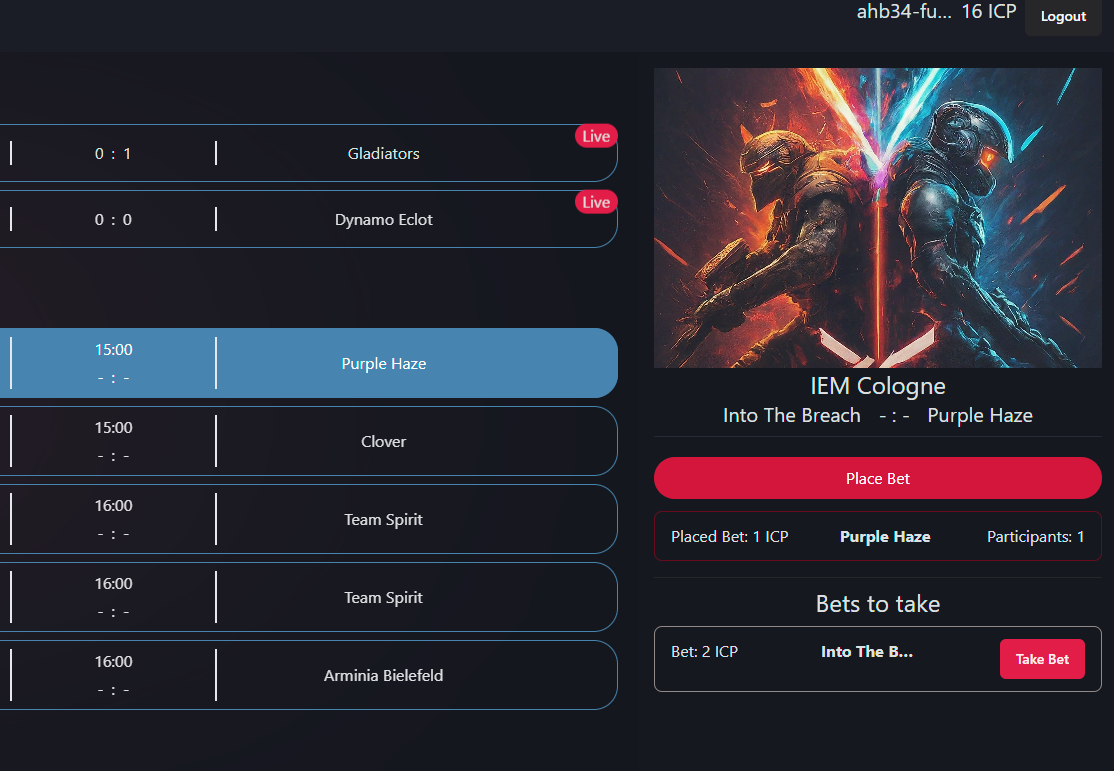 ahb34-fu... 16 ICP Logout
Live
0 : 1 Gladiators
Live
0 : 0 Dynamo Eclot
15:00
- : - Purple Haze
15:00
- : - Clover
16:00
- : - Team Spirit
16:00
- : - Team Spirit
16:00
- : - Arminia Bielefeld
IEM Cologne
Into The Breach - : - Purple Haze
Place Bet
Placed Bet: 1 ICP Purple Haze Participants: 1
Bets to take
Bet: 2 ICP Into The B... Take Bet